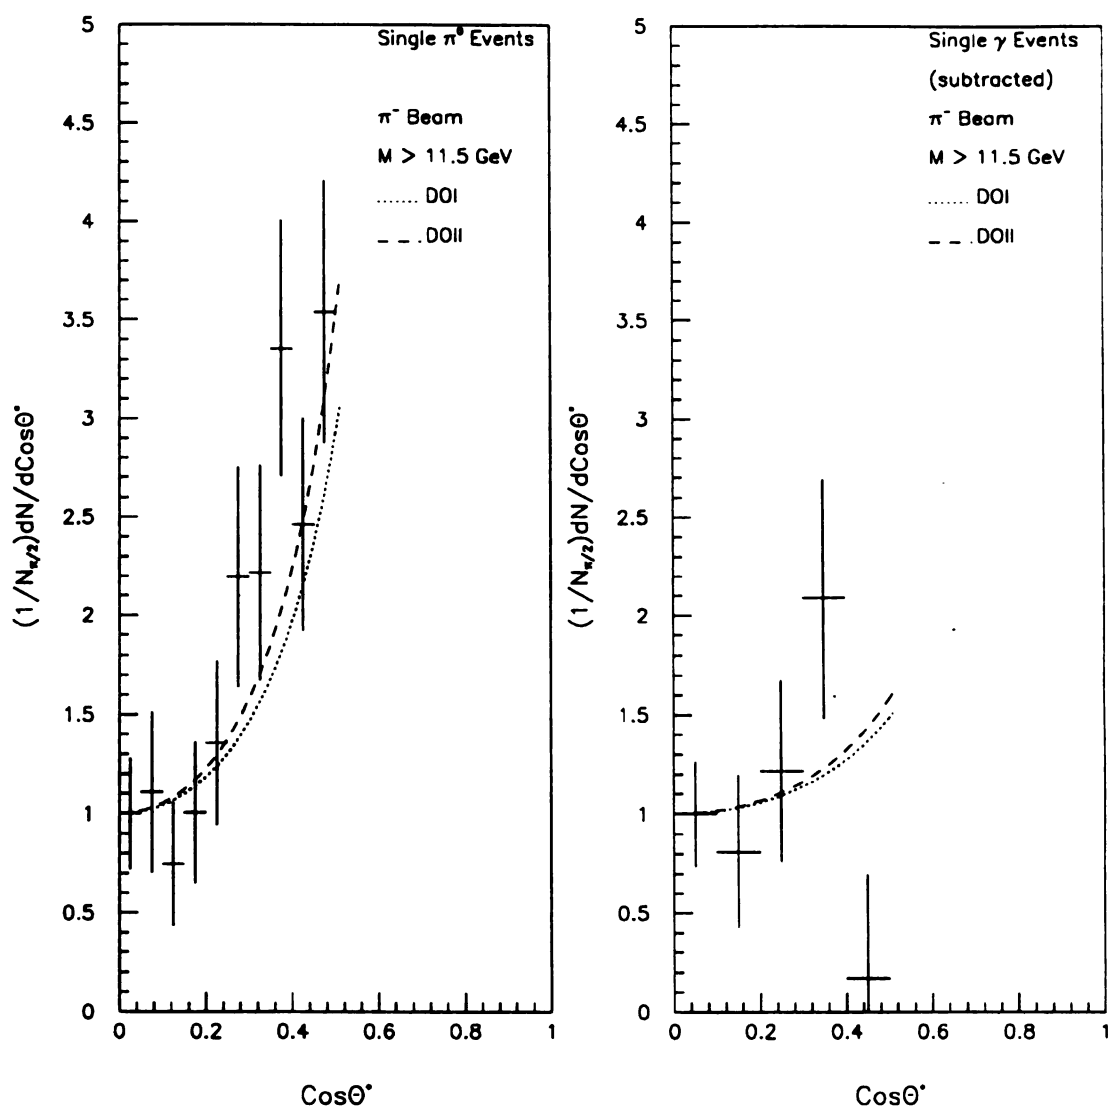 Single π⁰ Events
π⁻ Beam
M > 11.5 GeV
DOI
DOII
5
4.5
4
3.5
3
2.5
2
1.5
1
0.5
0
0 0.2 0.4 0.6 0.8 1
(1/N_π/2)dN/dCosΘ*
CosΘ*
Single γ Events
(subtracted)
π⁻ Beam
M > 11.5 GeV
DOI
DOII
5
4.5
4
3.5
3
2.5
2
1.5
1
0.5
0
0 0.2 0.4 0.6 0.8 1
(1/N_π/2)dN/dCosΘ*
CosΘ*